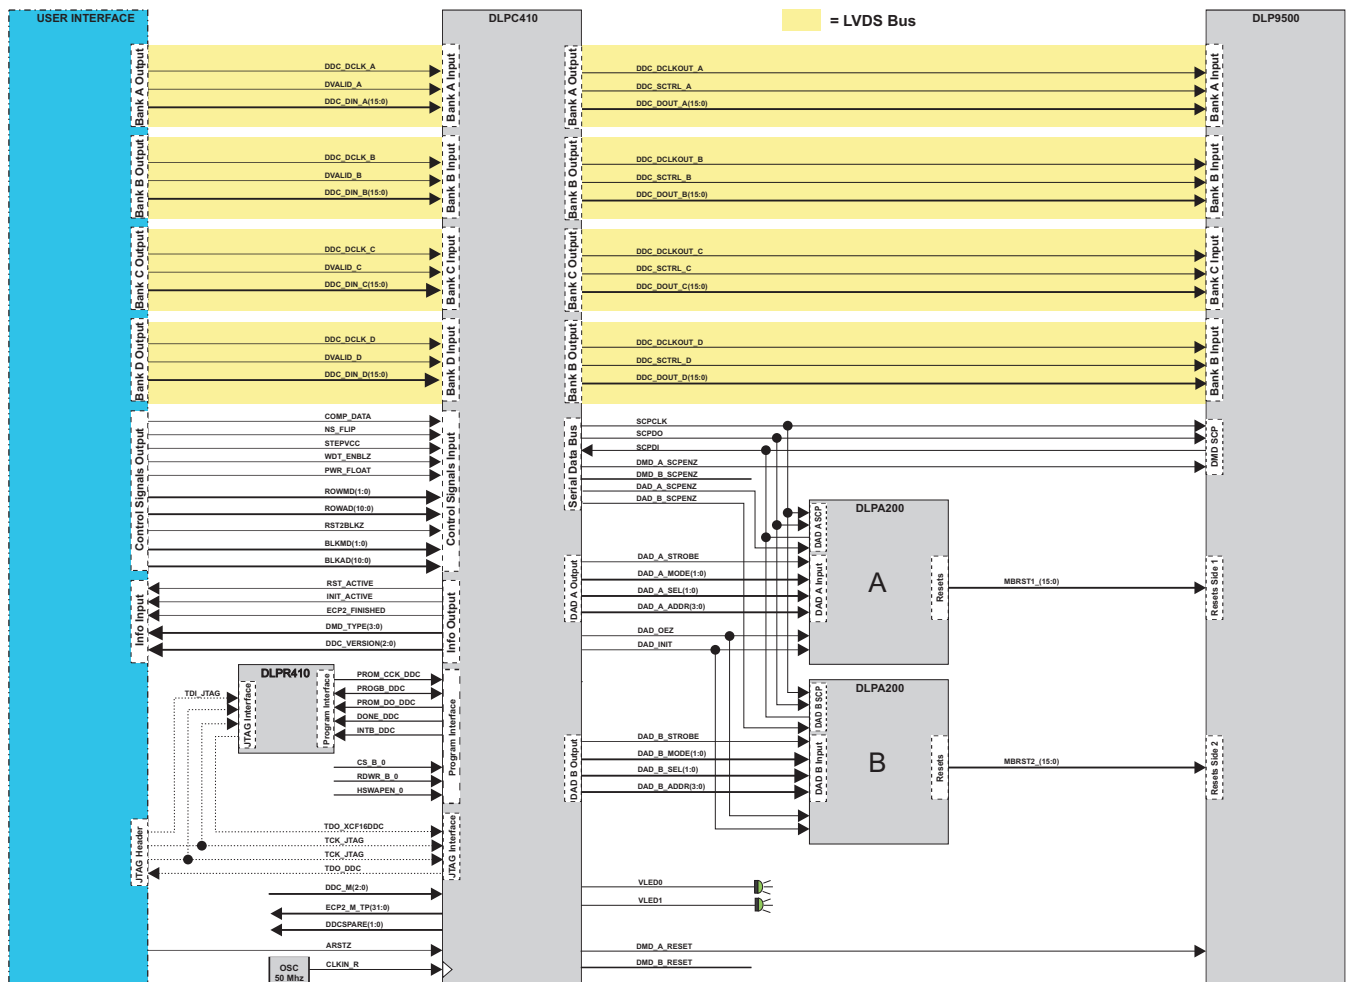 USER INTERFACE
DLPC410
= LVDS Bus
DLP9500
Bank A Output
DDC_DCLK_A
DVALID_A
DDC_DIN_A(15:0)
Bank A Input
Bank A Output
DDC_DCLKOUT_A
DDC_SCTRL_A
DDC_DOUT_A(15:0)
Bank A Input
Bank B Output
DDC_DCLK_B
DVALID_B
DDC_DIN_B(15:0)
Bank B Input
Bank B Output
DDC_DCLKOUT_B
DDC_SCTRL_B
DDC_DOUT_B(15:0)
Bank B Input
Bank C Output
DDC_DCLK_C
DVALID_C
DDC_DIN_C(15:0)
Bank C Input
Bank C Output
DDC_DCLKOUT_C
DDC_SCTRL_C
DDC_DOUT_C(15:0)
Bank C Input
Bank D Output
DDC_DCLK_D
DVALID_D
DDC_DIN_D(15:0)
Bank D Input
Bank B Output
DDC_DCLKOUT_D
DDC_SCTRL_D
DDC_DOUT_D(15:0)
Bank B Input
Control Signals Output
COMP_DATA
NS_FLIP
STEPVCC
WDT_ENBLZ
PWR_FLOAT
ROWMD(1:0)
ROWAD(10:0)
RST2BLKZ
BLKMD(1:0)
BLKAD(10:0)
Control Signals Input
Serial Data Bus
SCPCLK
SCPDO
SCPDI
DMD_A_SCPENZ
DMD_B_SCPENZ
DAD_A_SCPENZ
DAD_B_SCPENZ
DMD SCP
DLPA200
DAD A SCP
A
DAD A Output
DAD_A_STROBE
DAD_A_MODE(1:0)
DAD_A_SEL(1:0)
DAD_A_ADDR(3:0)
DAD_OEZ
DAD_INIT
DAD A Input
Resets
MBRST1_(15:0)
Resets Side 1
Info Input
RST_ACTIVE
INIT_ACTIVE
ECP2_FINISHED
DMD_TYPE(3:0)
DDC_VERSION(2:0)
Info Output
DLPR410
TDI_JTAG
JTAG Interface
Program Interface
PROM_CCK_DDC
PROGB_DDC
PROM_DO_DDC
DONE_DDC
INTB_DDC
CS_B_0
RDWR_B_0
HSWAPEN_0
Program Interface
DLPA200
DAD B SCP
B
DAD B Output
DAD_B_STROBE
DAD_B_MODE(1:0)
DAD_B_SEL(1:0)
DAD_B_ADDR(3:0)
DAD B Input
Resets
MBRST2_(15:0)
Resets Side 2
JTAG Header
TDO_XCF16DDC
TCK_JTAG
TCK_JTAG
TDO_DDC
JTAG Interface
DDC_M(2:0)
ECP2_M_TP(31:0)
DDCSPARE(1:0)
ARSTZ
OSC
50 Mhz
CLKIN_R
VLED0
VLED1
DMD_A_RESET
DMD_B_RESET